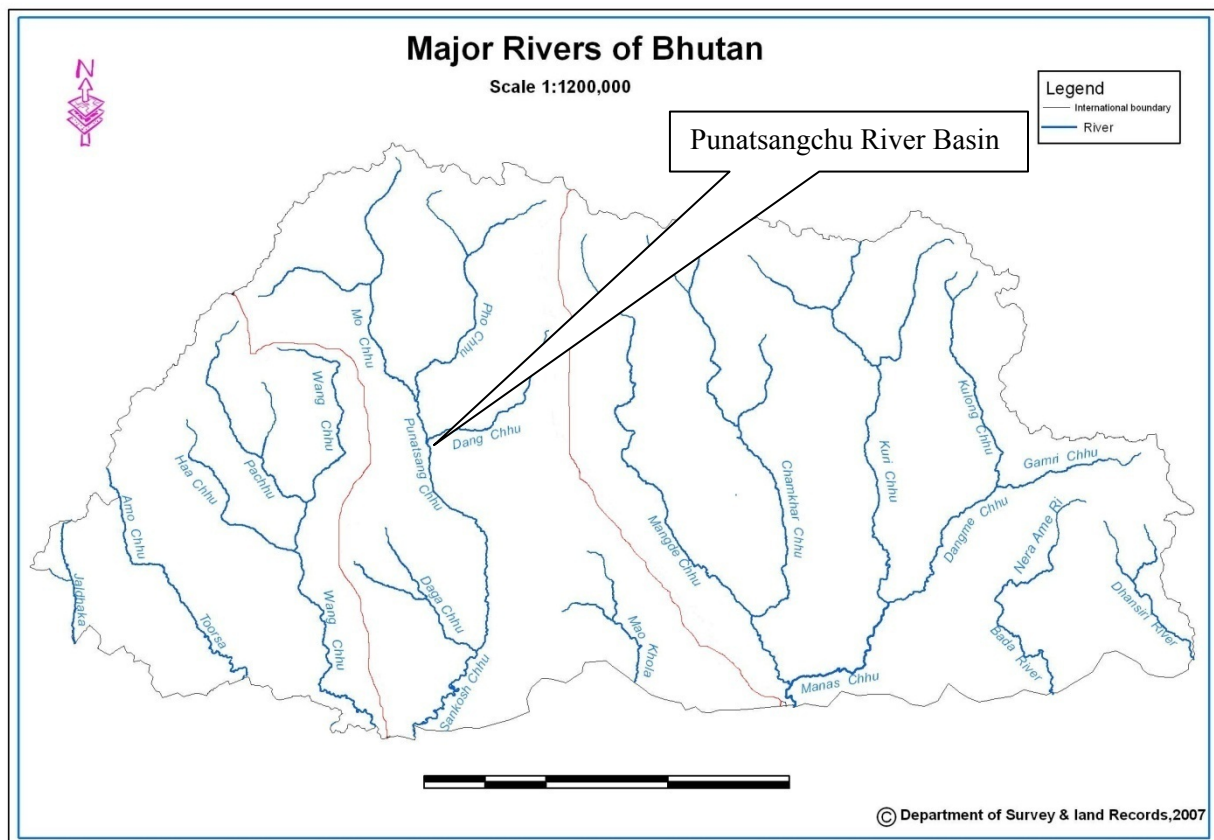 Major Rivers of Bhutan
Scale 1:1200,000
N
Legend
International boundary
River
Punatsangchu River Basin
Mo Chhu
Pho Chhu
Wang Chhu
Punatsang Chhu
Dang Chhu
Haa Chhu
Pachhu
Amo Chhu
Jaldhaka
Toorsa
Wang Chhu
Daga Chhu
Sankosh Chhu
Mao Khola
Mangde Chhu
Chamkhar Chhu
Kuri Chhu
Kulong Chhu
Gamri Chhu
Dangme Chhu
Nera Ame Ri
Dhansiri River
Bada River
Manas Chhu
© Department of Survey & land Records,2007